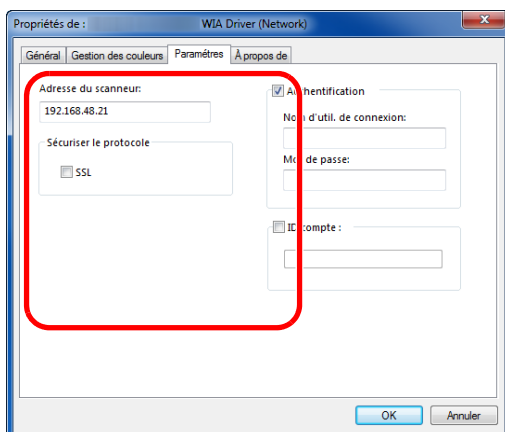 Propriétés de : WIA Driver (Network)
Général Gestion des couleurs Paramètres À propos de
Adresse du scanneur:
192.168.48.21
Sécuriser le protocole
SSL
Authentification
Nom d'util. de connexion:
Mot de passe:
ID compte :
OK Annuler